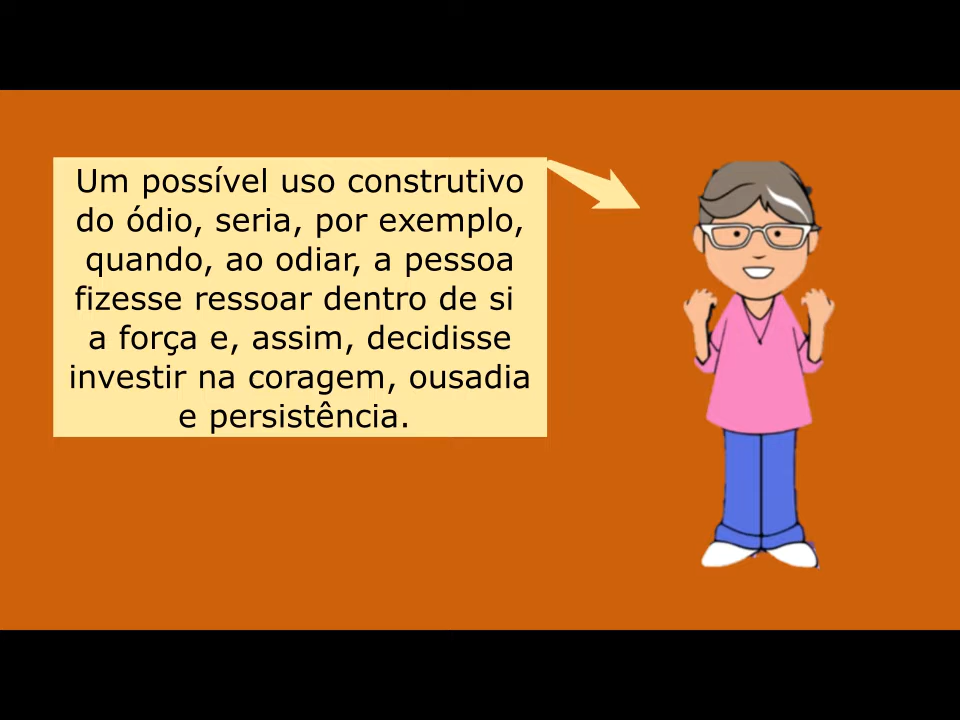 Um possível uso construtivo
do ódio, seria, por exemplo,
quando, ao odiar, a pessoa
fizesse ressoar dentro de si
a força e, assim, decidisse
investir na coragem, ousadia
e persistência.